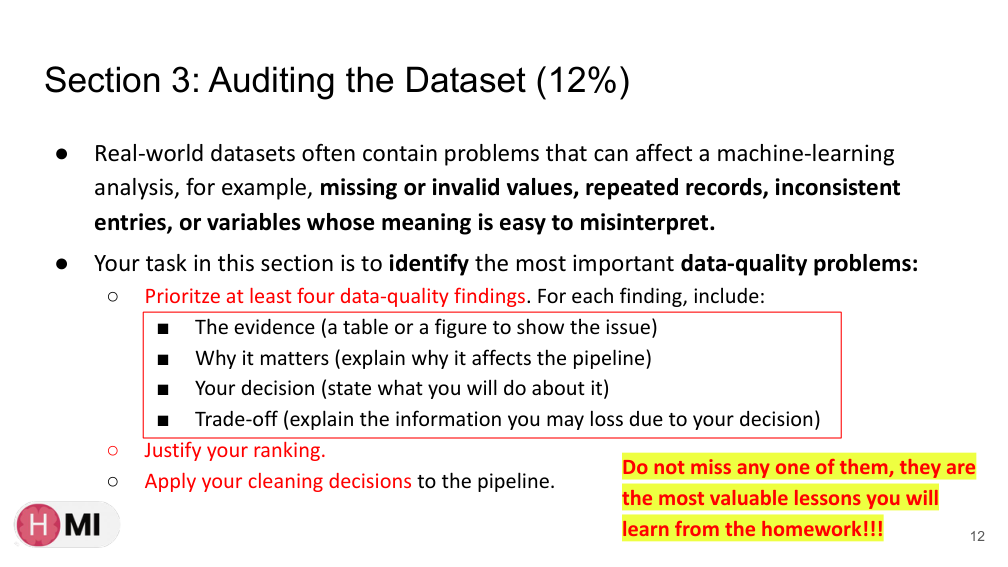 Section 3: Auditing the Dataset (12%)
● Real-world datasets often contain problems that can affect a machine-learning
analysis, for example, missing or invalid values, repeated records, inconsistent
entries, or variables whose meaning is easy to misinterpret.
● Your task in this section is to identify the most important data-quality problems:
○ Prioritze at least four data-quality findings. For each finding, include:
■ The evidence (a table or a figure to show the issue)
■ Why it matters (explain why it affects the pipeline)
■ Your decision (state what you will do about it)
■ Trade-off (explain the information you may loss due to your decision)
○ Justify your ranking.
○ Apply your cleaning decisions to the pipeline.
Do not miss any one of them, they are
the most valuable lessons you will
learn from the homework!!!
H MI
12